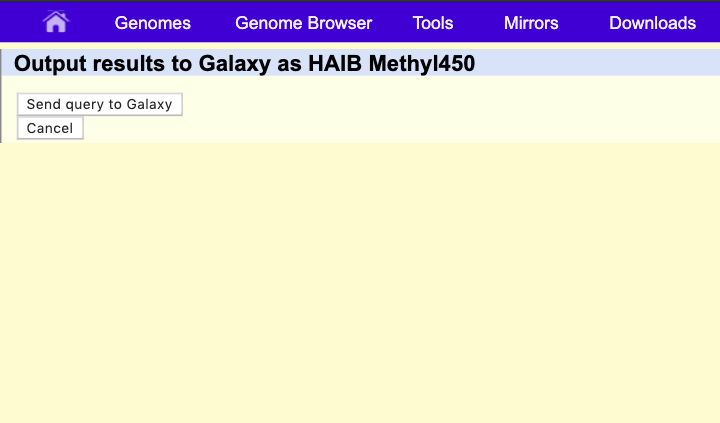 Genomes Genome Browser Tools Mirrors Downloads
Output results to Galaxy as HAIB Methyl450
Send query to Galaxy
Cancel